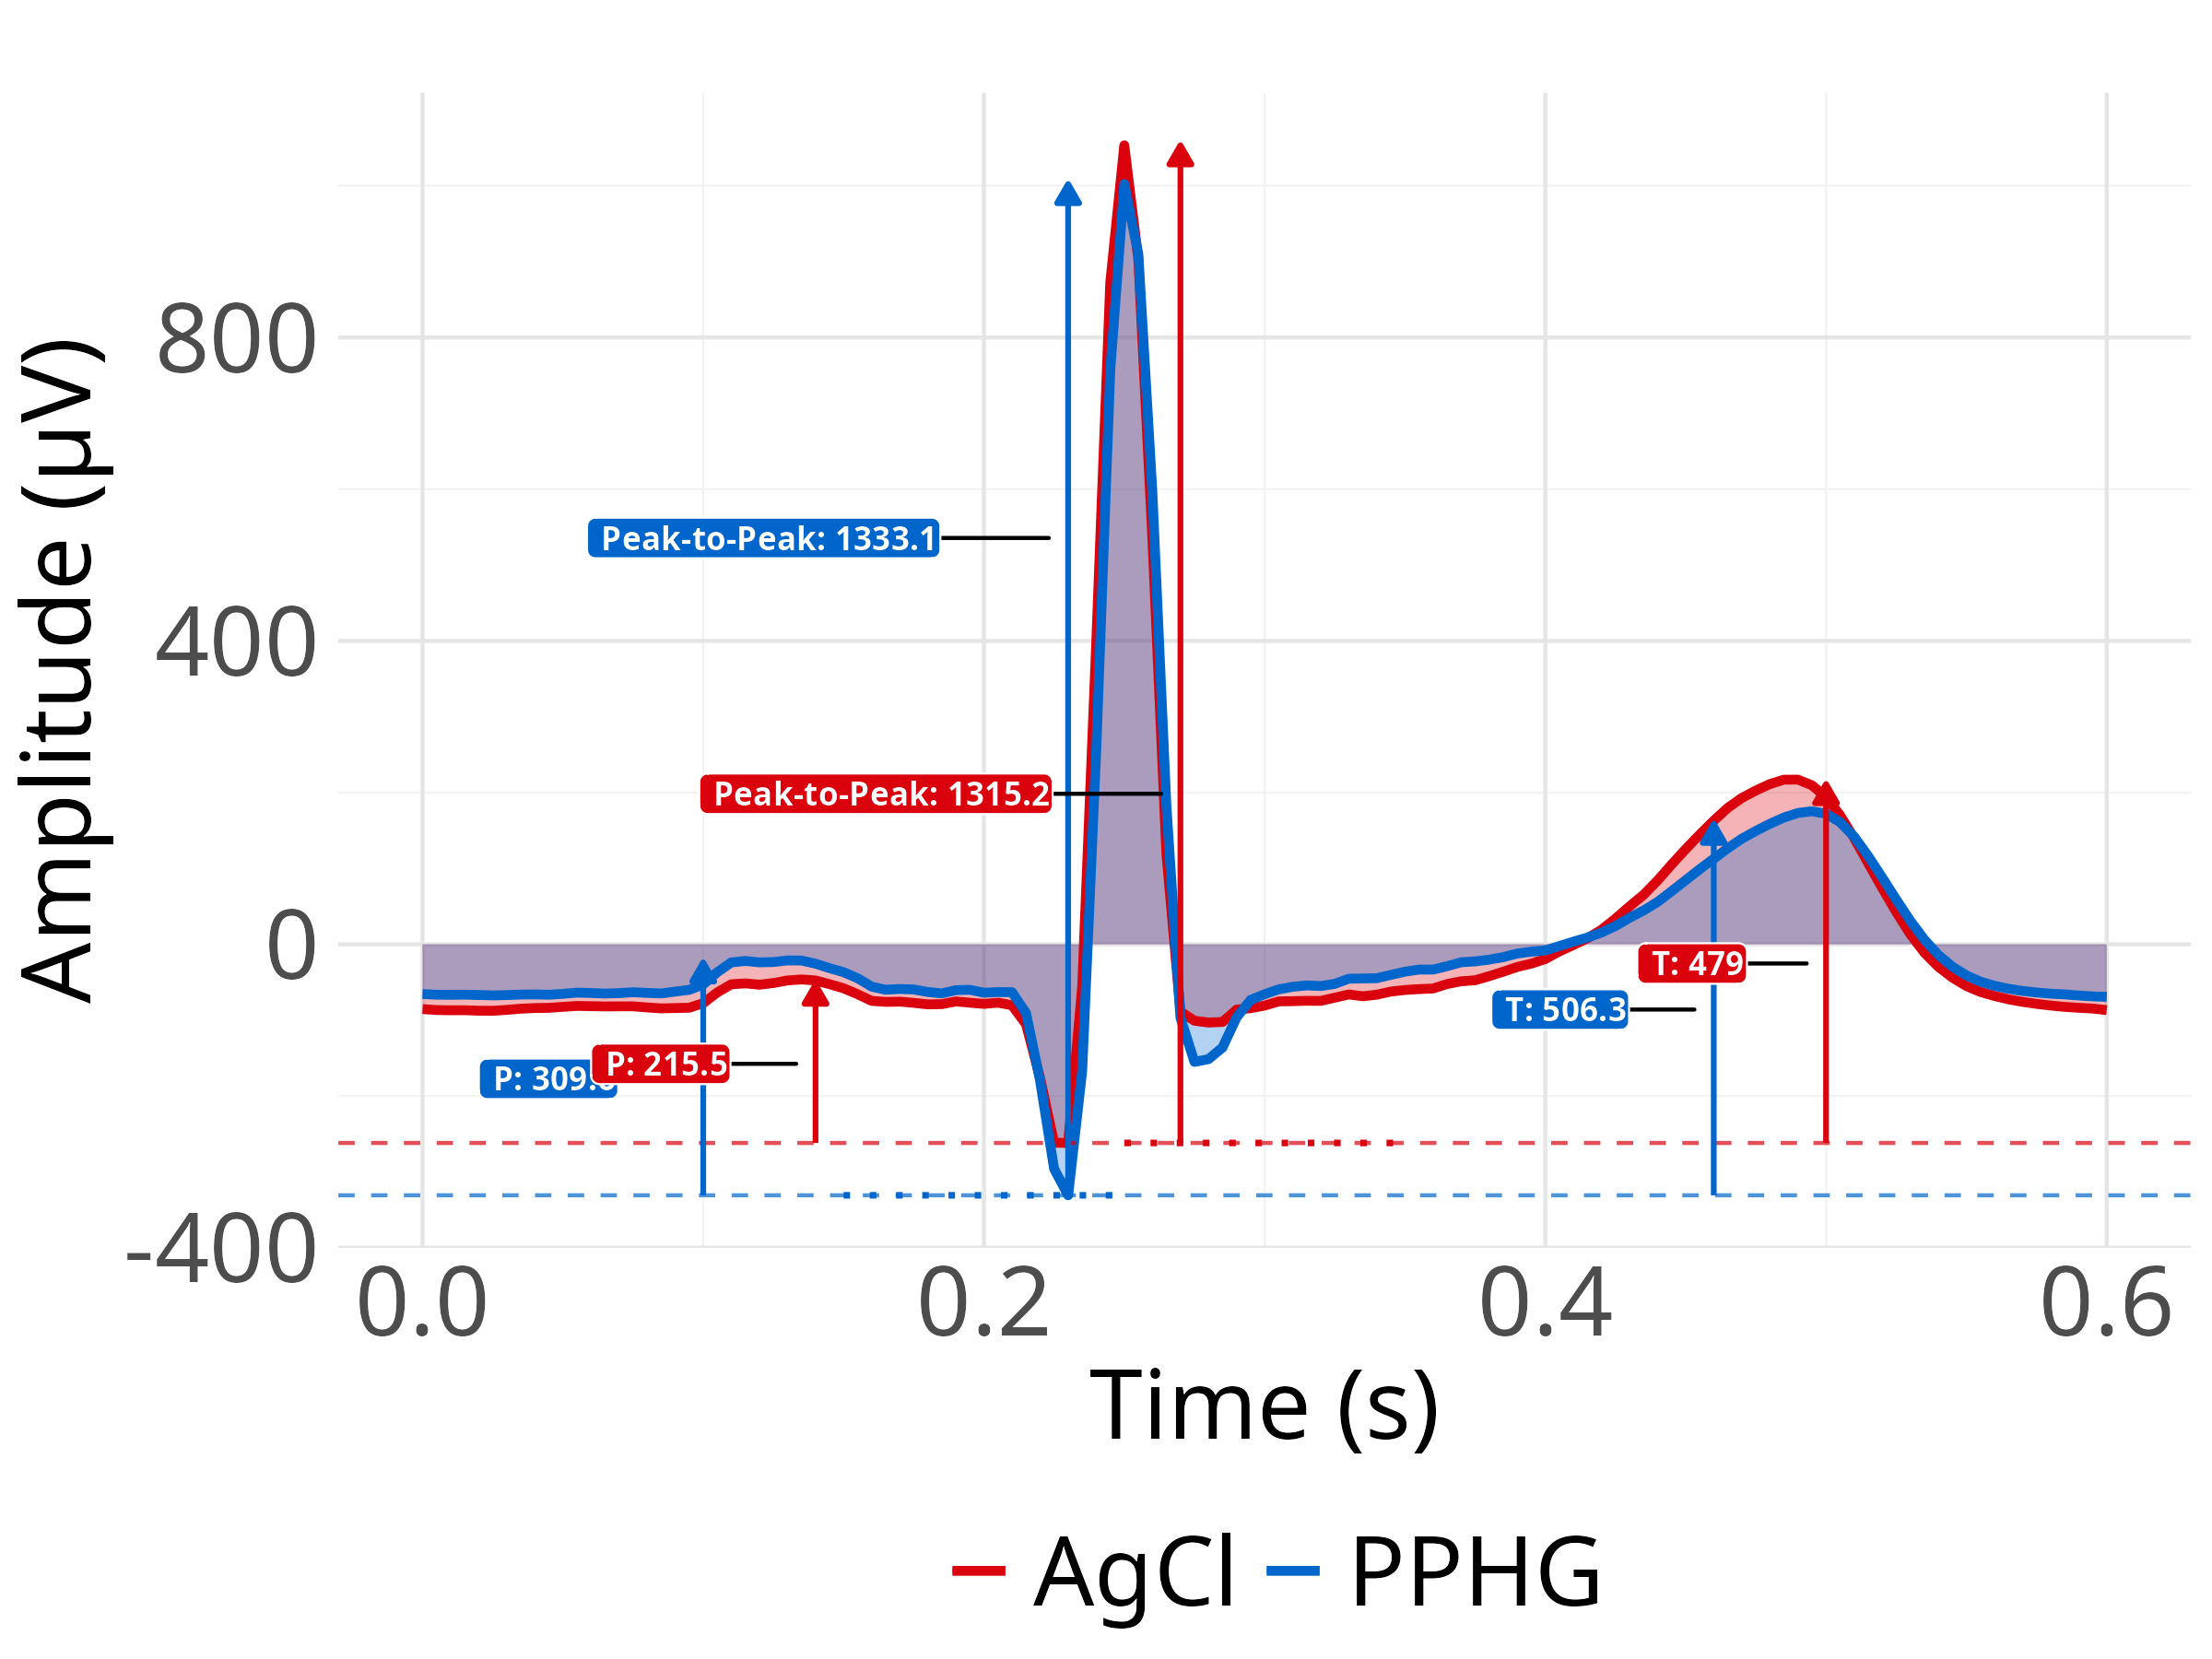 Amplitude (µV)
800
400
0
-400
Peak-to-Peak: 1333.1
Peak-to-Peak: 1315.2
T: 479
T: 506.3
P: 215.5
P: 309.
0.0 0.2 0.4 0.6
Time (s)
AgCl PPHG